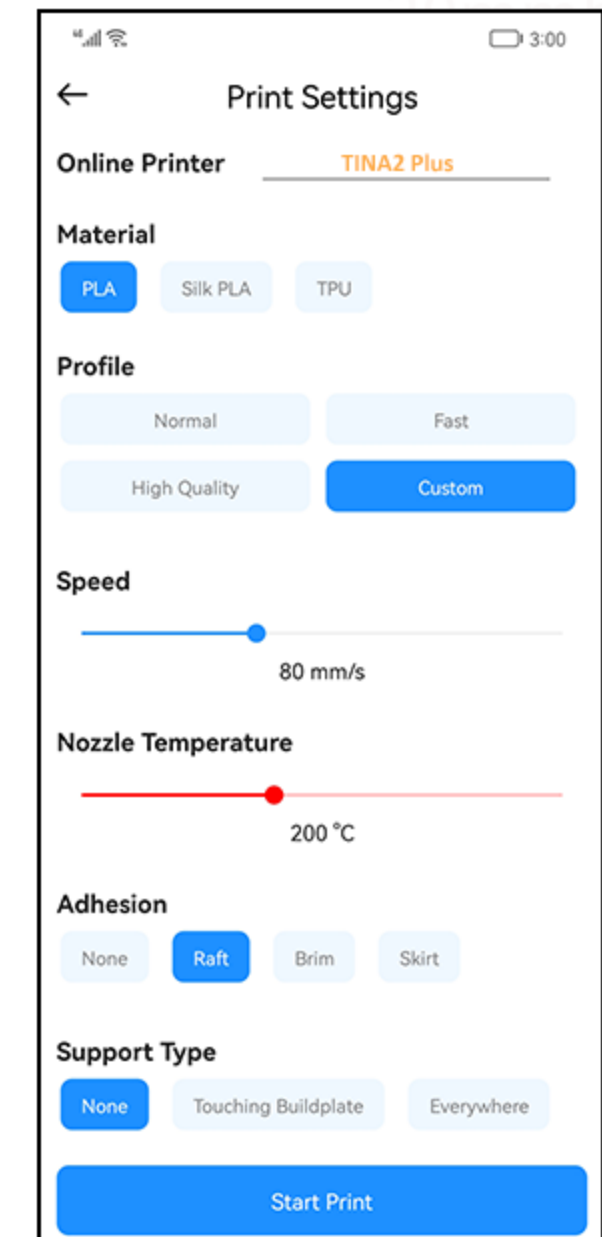 4G 3:00
← Print Settings
Online Printer TINA2 Plus
Material
PLA Silk PLA TPU
Profile
Normal Fast
High Quality Custom
Speed
80 mm/s
Nozzle Temperature
200 °C
Adhesion
None Raft Brim Skirt
Support Type
None Touching Buildplate Everywhere
Start Print